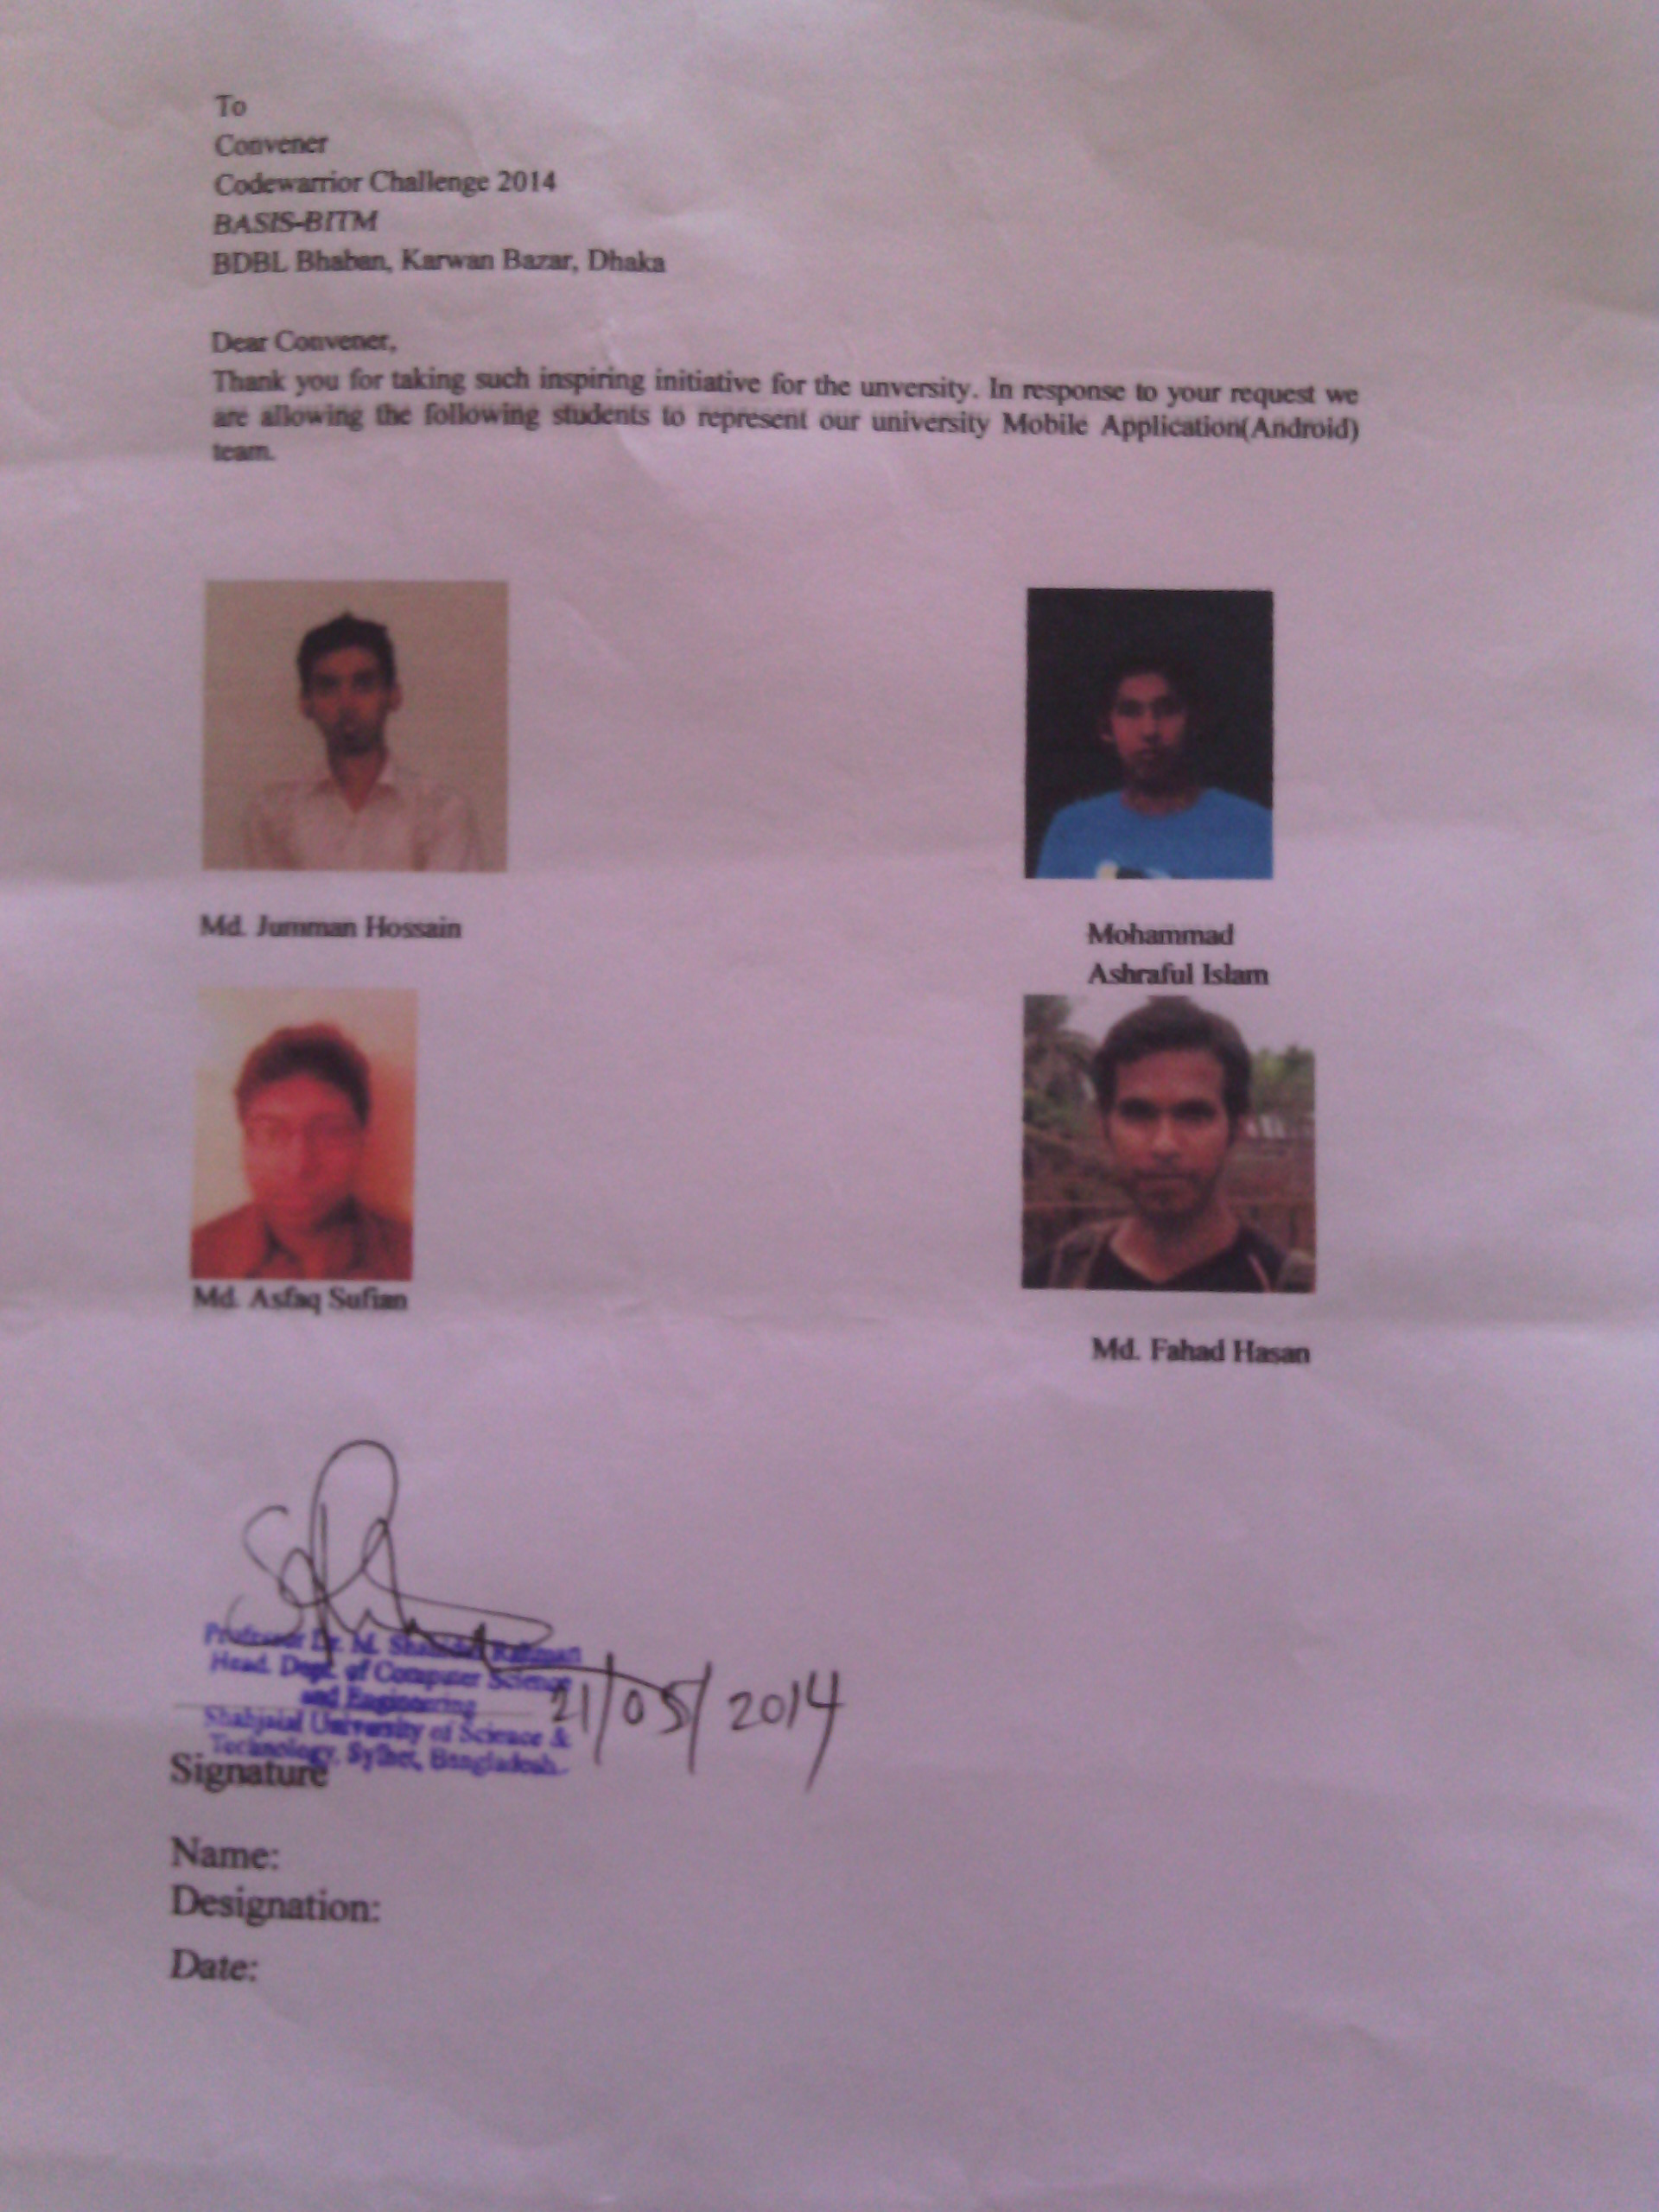 To
Convener
Codewarrior Challenge 2014
BASIS-BITM
BDBL Bhaban, Karwan Bazar, Dhaka
Dear Convener,
Thank you for taking such inspiring initiative for the unversity. In response to your request we
are allowing the following students to represent our university Mobile Application(Android)
team.
Md. Jumman Hossain
Mohammad
Ashraful Islam
Md. Asfaq Sufian
Md. Fahad Hasan
Professor Dr. M. Shahidur Rahman
Head. Dept. of Computer Science
and Engineering
Shahjalal University of Science &
Technology, Sylhet, Bangladesh.
21/05/2014
Signature
Name:
Designation:
Date: